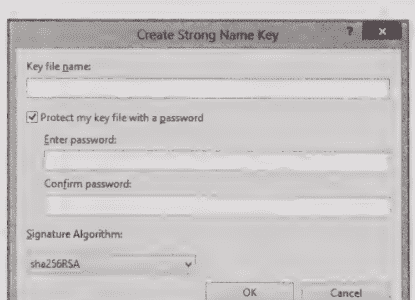 Create Strong Name Key ? x
Key file name:
Protect my key file with a password
Enter password:
Confirm password:
Signature Algorithm:
sha256RSA
OK Cancel